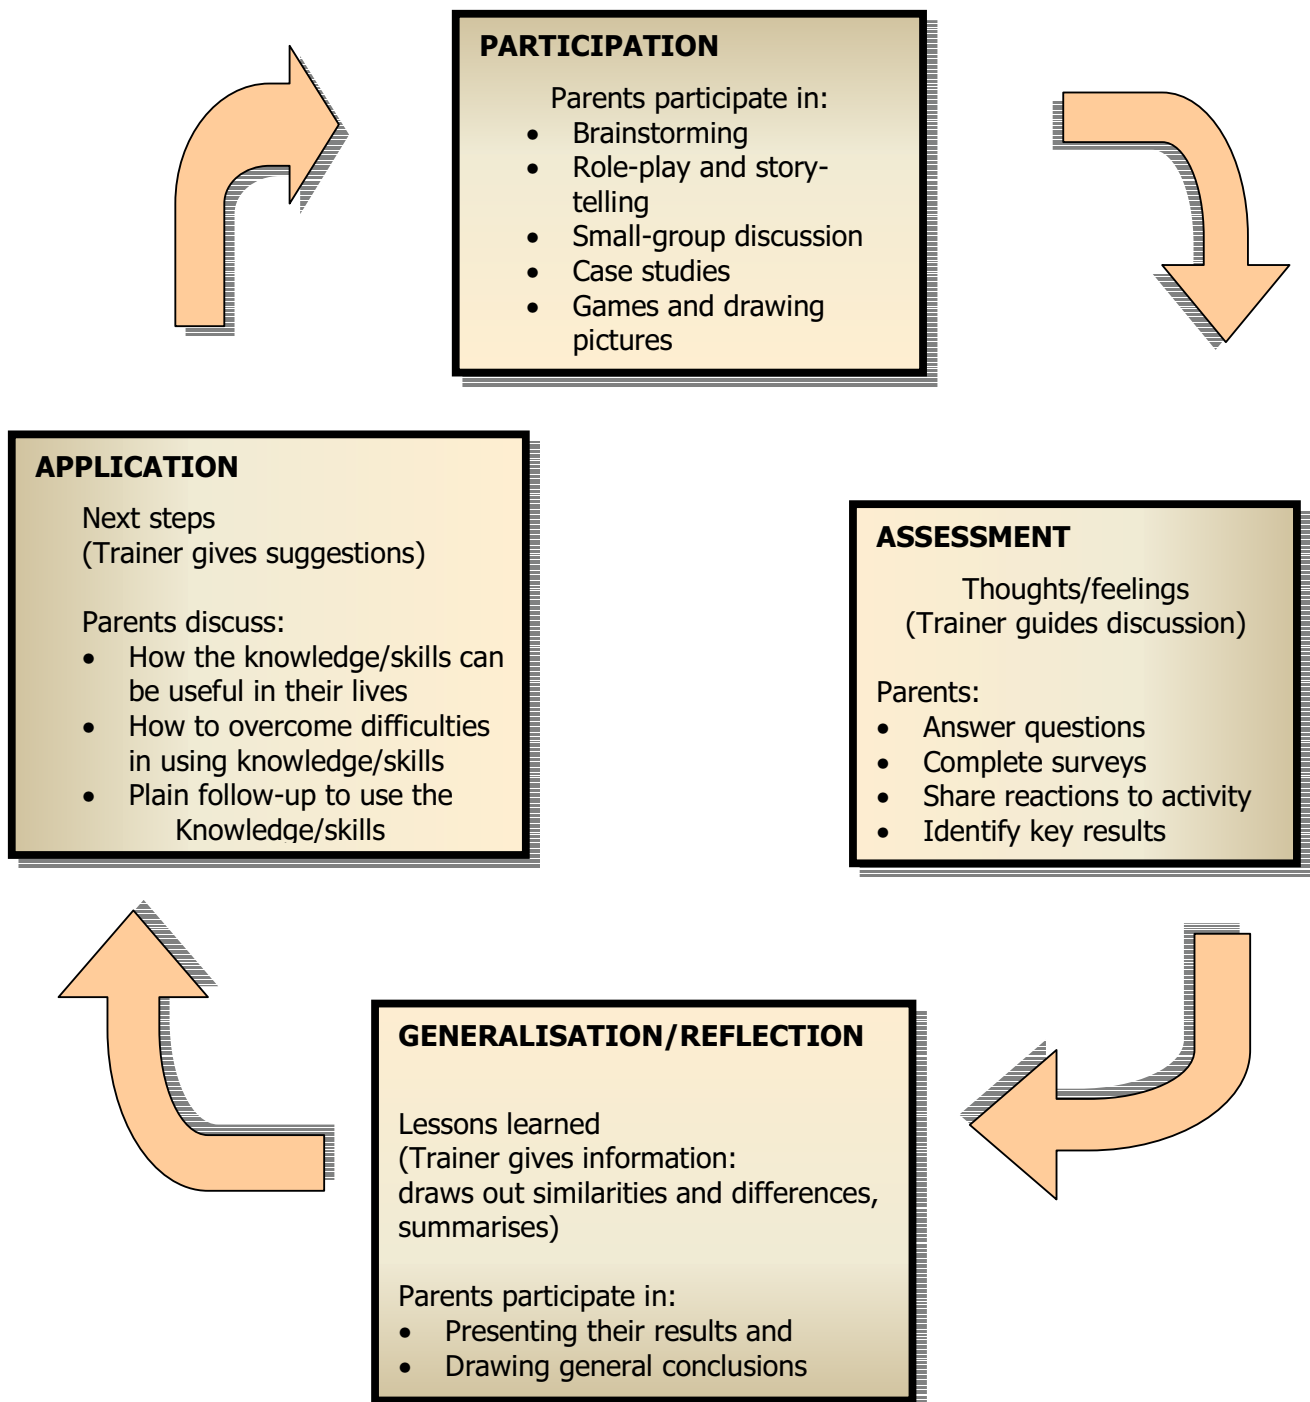 PARTICIPATION
Parents participate in:
• Brainstorming
• Role-play and story-
telling
• Small-group discussion
• Case studies
• Games and drawing
pictures
APPLICATION
Next steps
(Trainer gives suggestions)
Parents discuss:
• How the knowledge/skills can
be useful in their lives
• How to overcome difficulties
in using knowledge/skills
• Plain follow-up to use the
Knowledge/skills
ASSESSMENT
Thoughts/feelings
(Trainer guides discussion)
Parents:
• Answer questions
• Complete surveys
• Share reactions to activity
• Identify key results
GENERALISATION/REFLECTION
Lessons learned
(Trainer gives information:
draws out similarities and differences,
summarises)
Parents participate in:
• Presenting their results and
• Drawing general conclusions